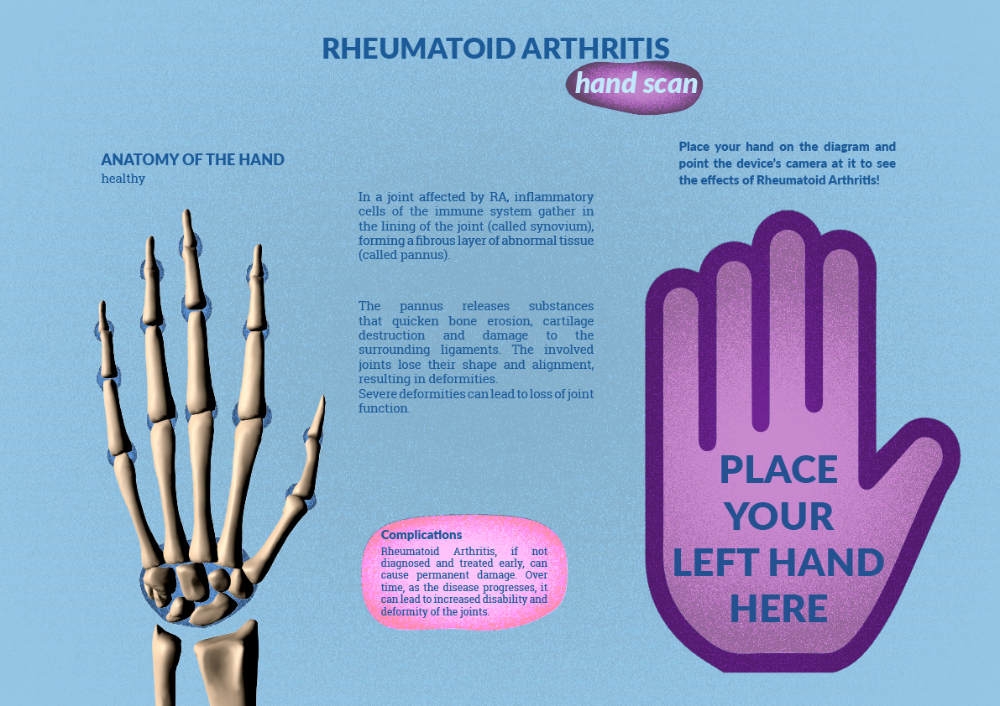 RHEUMATOID ARTHRITIS
hand scan
ANATOMY OF THE HAND
healthy
In a joint affected by RA, inflammatory
cells of the immune system gather in
the lining of the joint (called synovium),
forming a fibrous layer of abnormal tissue
(called pannus).
The pannus releases substances
that quicken bone erosion, cartilage
destruction and damage to the
surrounding ligaments. The involved
joints lose their shape and alignment,
resulting in deformities.
Severe deformities can lead to loss of joint
function.
Complications
Rheumatoid Arthritis, if not
diagnosed and treated early, can
cause permanent damage. Over
time, as the disease progresses, it
can lead to increased disability and
deformity of the joints.
Place your hand on the diagram and
point the device's camera at it to see
the effects of Rheumatoid Arthritis!
PLACE
YOUR
LEFT HAND
HERE